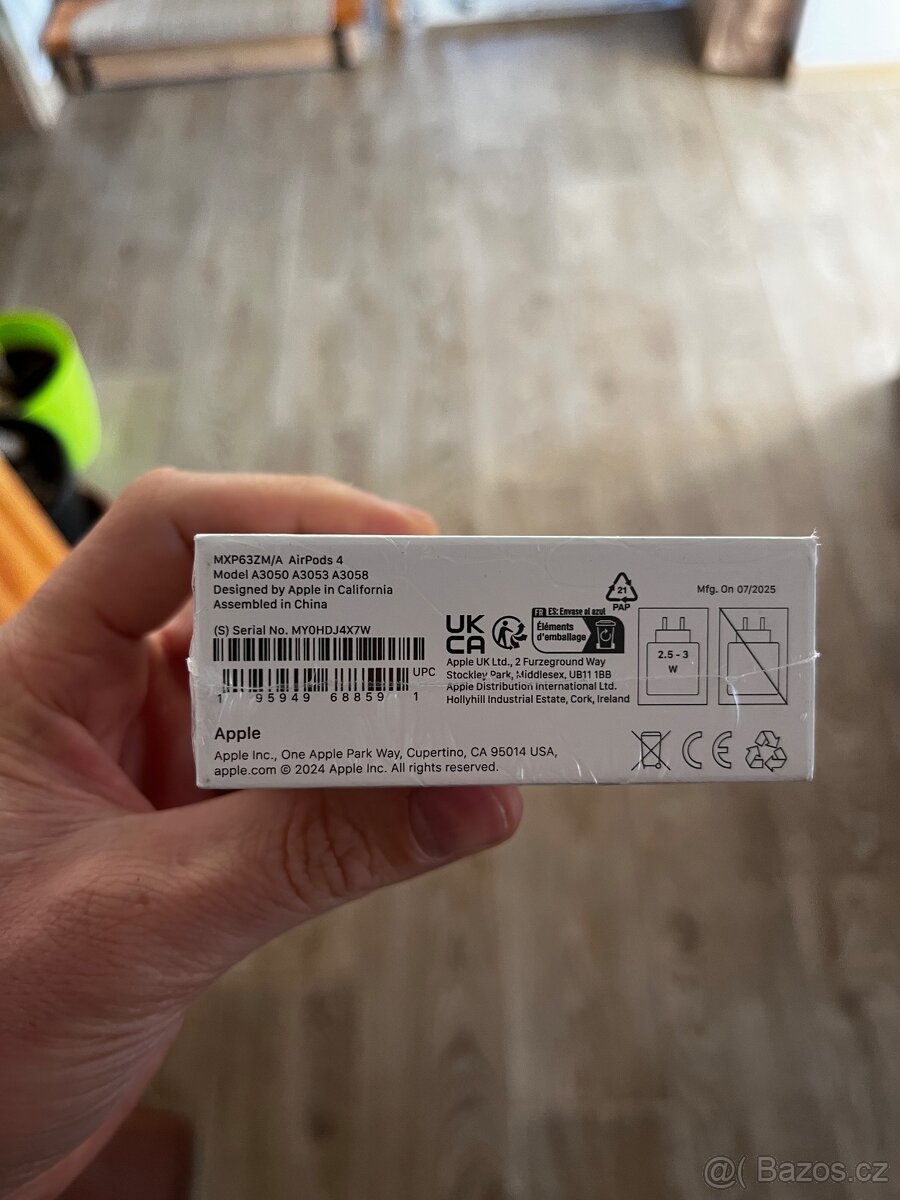 MXP63ZM/A AirPods 4
Model A3050 A3053 A3058
Designed by Apple in California
Assembled in China
Mfg. On 07/2025
21
PAP
(S) Serial No. MY0HDJ4X7W
UPC
1 95949 68859 1
UK
CA
FR ES: Envase al azul
Éléments
d'emballage
Apple UK Ltd., 2 Furzeground Way
Stockley Park, Middlesex, UB11 1BB
Apple Distribution International Ltd.
Hollyhill Industrial Estate, Cork, Ireland
2.5 - 3
W
Apple
Apple Inc., One Apple Park Way, Cupertino, CA 95014 USA,
apple.com © 2024 Apple Inc. All rights reserved.
CE
@( Bazos.cz